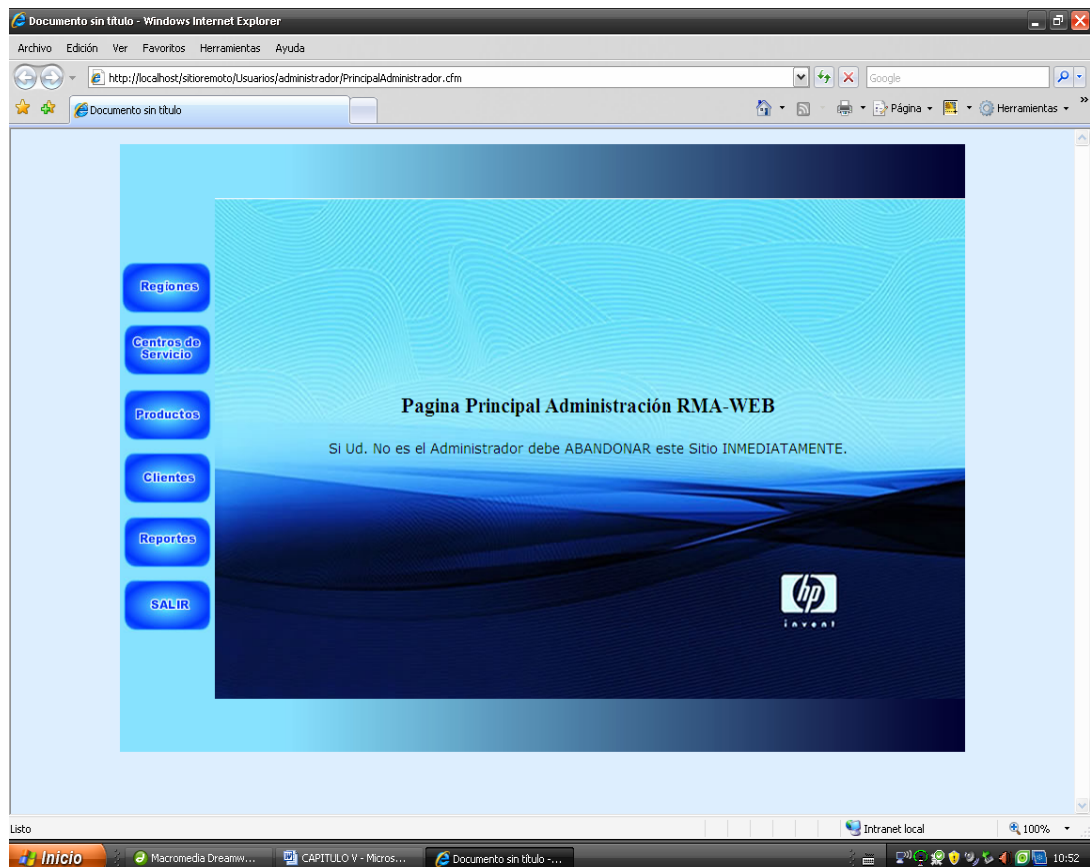 Documento sin título - Windows Internet Explorer
Archivo Edición Ver Favoritos Herramientas Ayuda
http://localhost/sitioremoto/Usuarios/administrador/PrincipalAdministrador.cfm
Google
Documento sin título
Página
Herramientas
»
Regiones
Centros de
Servicio
Productos
Clientes
Reportes
SALIR
Pagina Principal Administración RMA-WEB
Si Ud. No es el Administrador debe ABANDONAR este Sitio INMEDIATAMENTE.
hp
invent
Listo
Intranet local
100%
Inicio
Macromedia Dreamw...
CAPITULO V - Micros...
Documento sin título -...
10:52